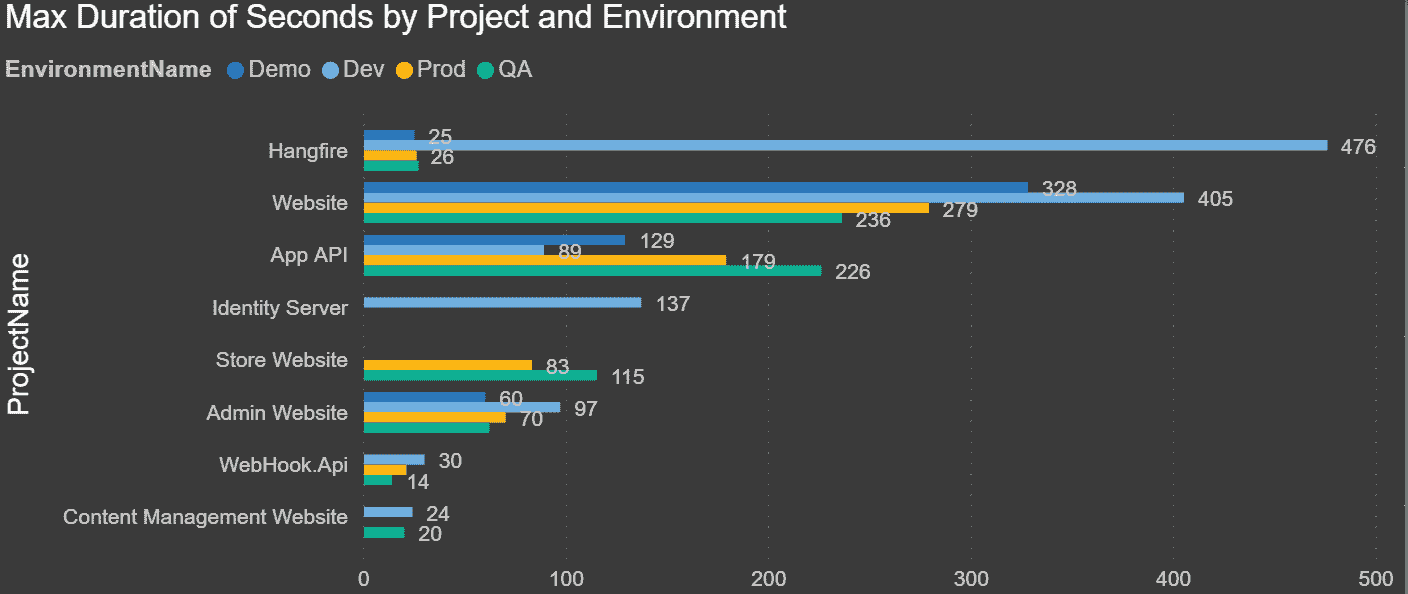 Max Duration of Seconds by Project and Environment
EnvironmentName Demo Dev Prod QA
ProjectName
Hangfire 25 476 26
Website 328 405 279 236
App API 129 89 179 226
Identity Server 137
Store Website 83 115
Admin Website 60 97 70
WebHook.Api 30 14
Content Management Website 24 20
0 100 200 300 400 500